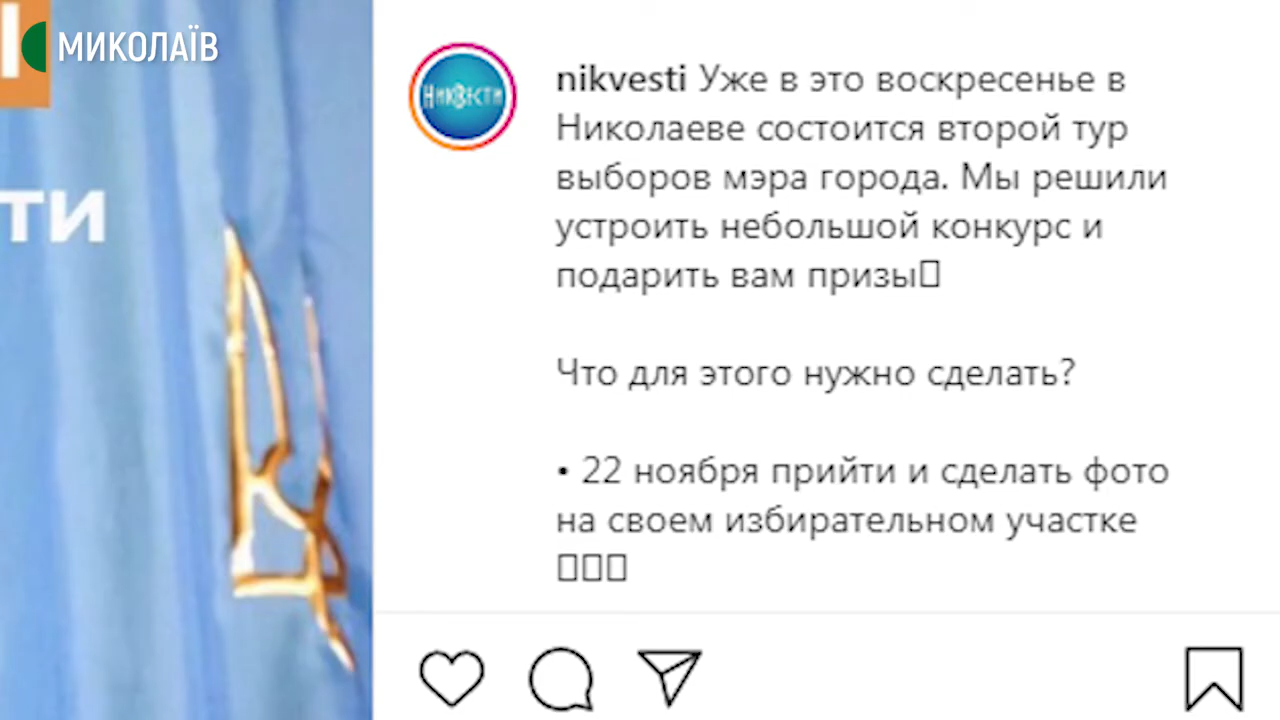 МИКОЛАЇВ
ти
НикВести
nikvesti Уже в это воскресенье в
Николаеве состоится второй тур
выборов мэра города. Мы решили
устроить небольшой конкурс и
подарить вам призы
Что для этого нужно сделать?
• 22 ноября прийти и сделать фото
на своем избирательном участке